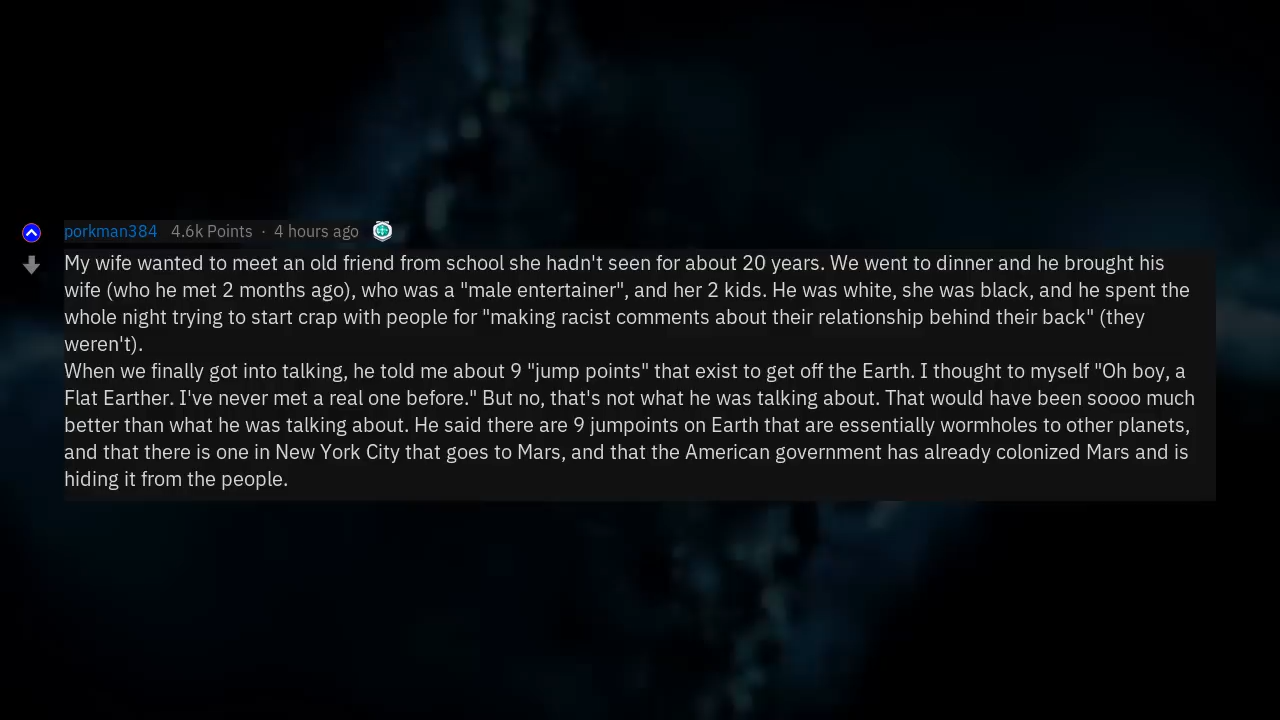 porkman384 4.6k Points · 4 hours ago
My wife wanted to meet an old friend from school she hadn't seen for about 20 years. We went to dinner and he brought his
wife (who he met 2 months ago), who was a "male entertainer", and her 2 kids. He was white, she was black, and he spent the
whole night trying to start crap with people for "making racist comments about their relationship behind their back" (they
weren't).
When we finally got into talking, he told me about 9 "jump points" that exist to get off the Earth. I thought to myself "Oh boy, a
Flat Earther. I've never met a real one before." But no, that's not what he was talking about. That would have been soooo much
better than what he was talking about. He said there are 9 jumpoints on Earth that are essentially wormholes to other planets,
and that there is one in New York City that goes to Mars, and that the American government has already colonized Mars and is
hiding it from the people.